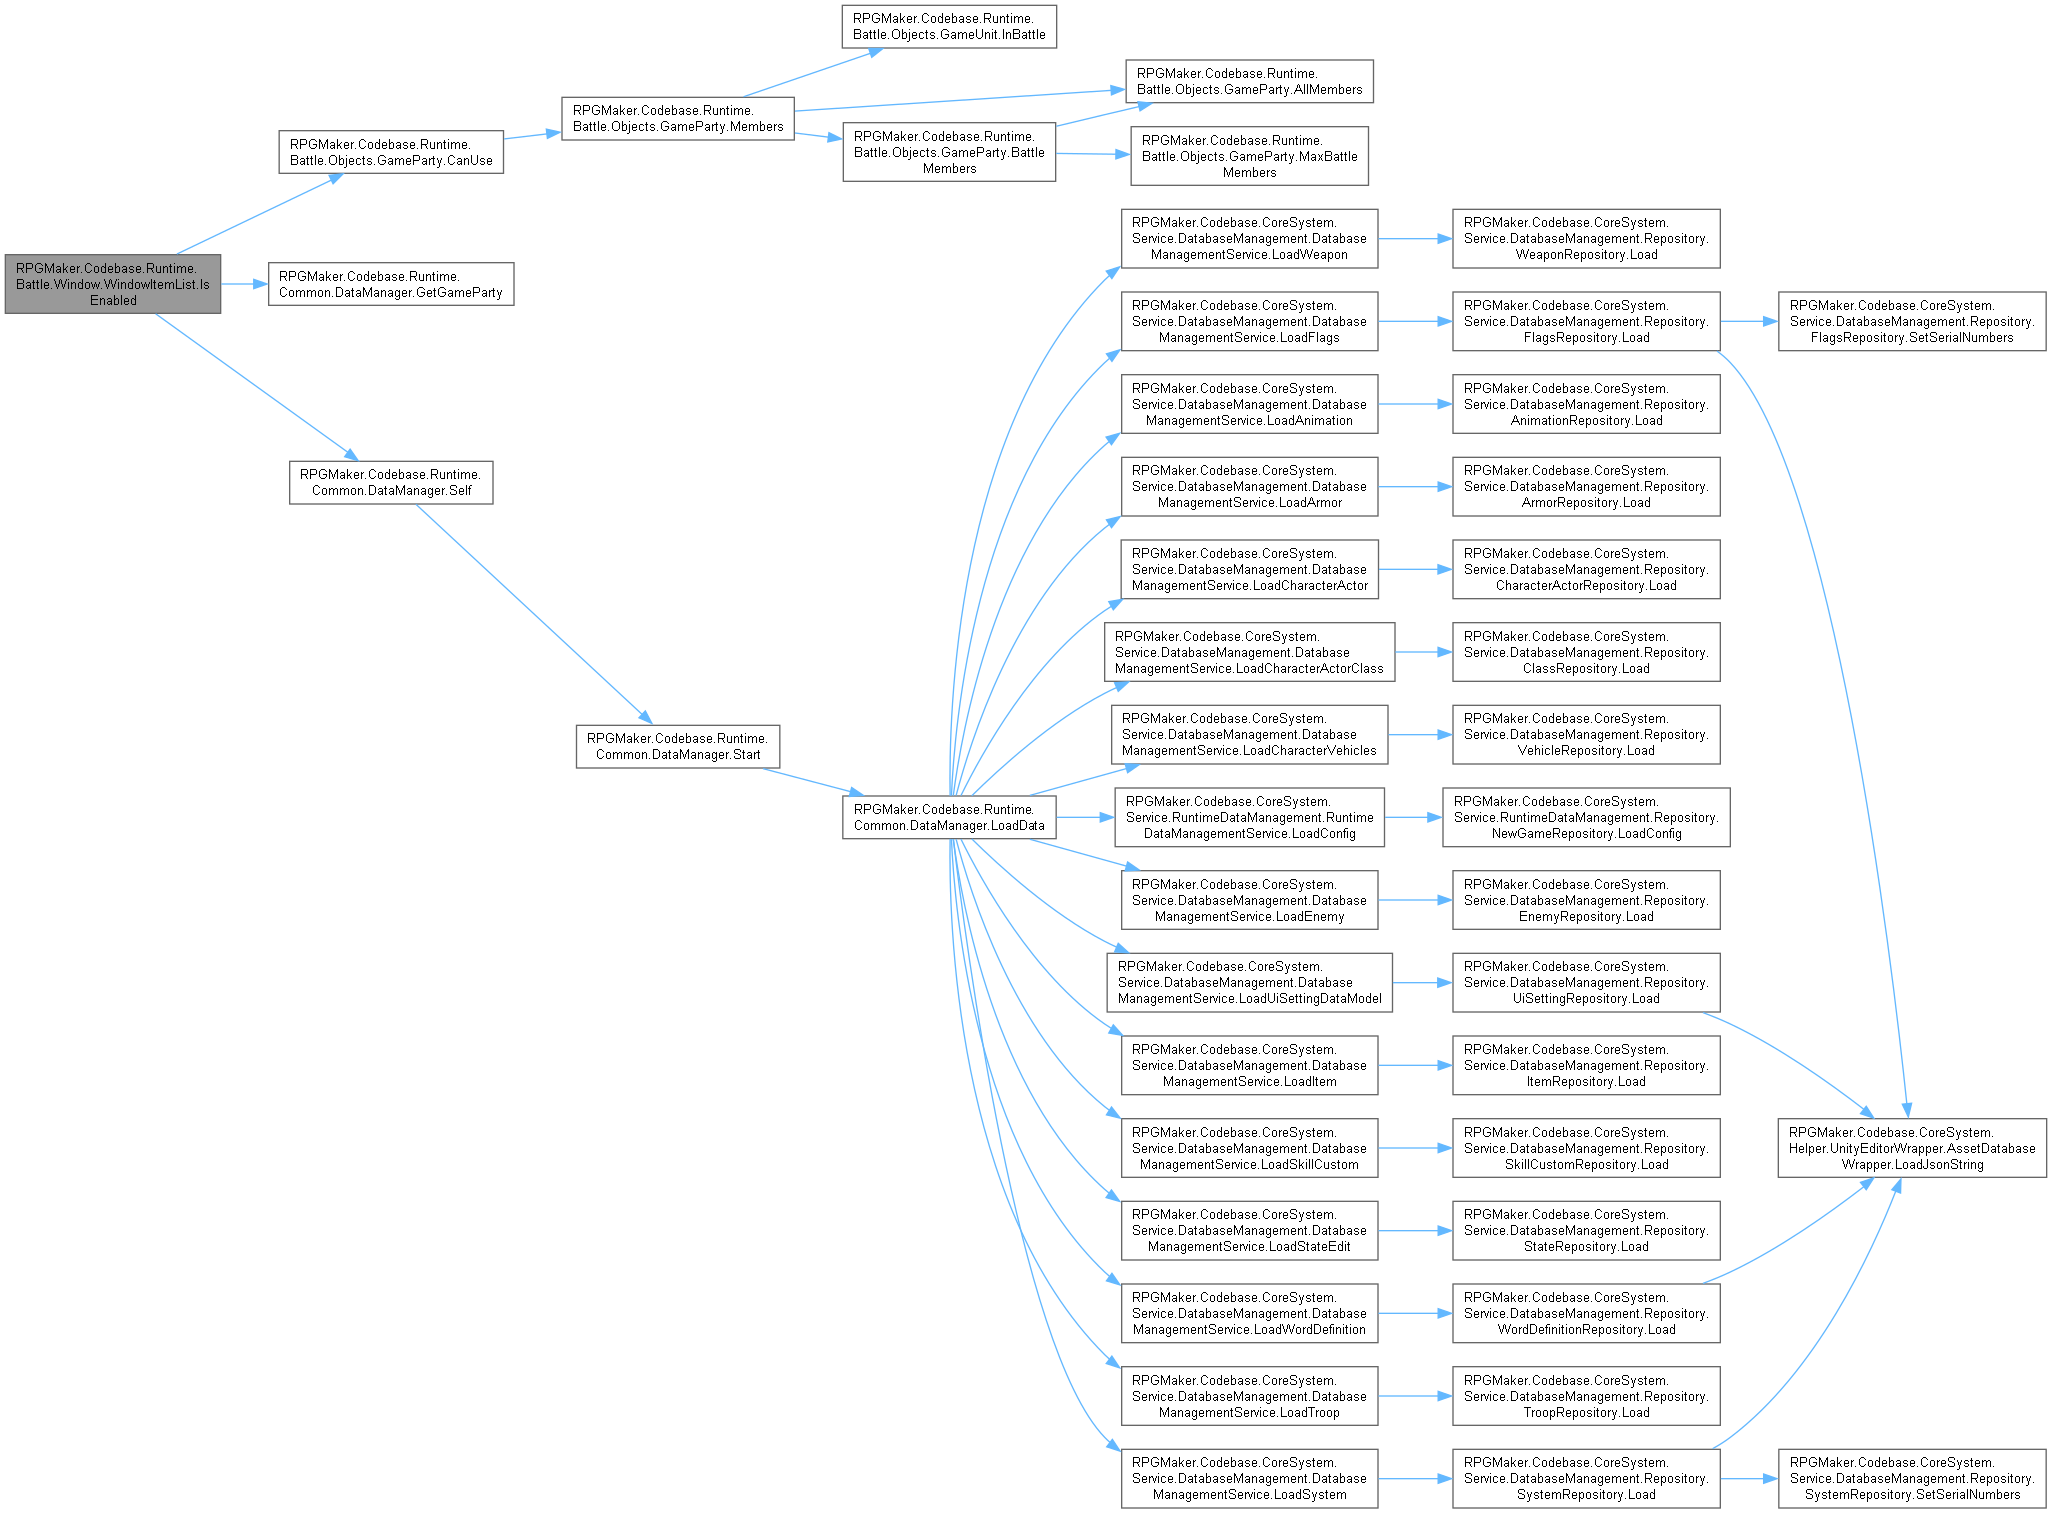 RPGMaker.Codebase.Runtime.
Battle.Window.WindowItemList.Is
Enabled
RPGMaker.Codebase.Runtime.
Battle.Objects.GameParty.CanUse
RPGMaker.Codebase.Runtime.
Common.DataManager.GetGameParty
RPGMaker.Codebase.Runtime.
Common.DataManager.Self
RPGMaker.Codebase.Runtime.
Battle.Objects.GameParty.Members
RPGMaker.Codebase.Runtime.
Common.DataManager.Start
RPGMaker.Codebase.Runtime.
Battle.Objects.GameUnit.InBattle
RPGMaker.Codebase.Runtime.
Battle.Objects.GameParty.Battle
Members
RPGMaker.Codebase.Runtime.
Common.DataManager.LoadData
RPGMaker.Codebase.Runtime.
Battle.Objects.GameParty.AllMembers
RPGMaker.Codebase.Runtime.
Battle.Objects.GameParty.MaxBattle
Members
RPGMaker.Codebase.CoreSystem.
Service.DatabaseManagement.Database
ManagementService.LoadWeapon
RPGMaker.Codebase.CoreSystem.
Service.DatabaseManagement.Database
ManagementService.LoadFlags
RPGMaker.Codebase.CoreSystem.
Service.DatabaseManagement.Database
ManagementService.LoadAnimation
RPGMaker.Codebase.CoreSystem.
Service.DatabaseManagement.Database
ManagementService.LoadArmor
RPGMaker.Codebase.CoreSystem.
Service.DatabaseManagement.Database
ManagementService.LoadCharacterActor
RPGMaker.Codebase.CoreSystem.
Service.DatabaseManagement.Database
ManagementService.LoadCharacterActorClass
RPGMaker.Codebase.CoreSystem.
Service.DatabaseManagement.Database
ManagementService.LoadCharacterVehicles
RPGMaker.Codebase.CoreSystem.
Service.RuntimeDataManagement.Runtime
DataManagementService.LoadConfig
RPGMaker.Codebase.CoreSystem.
Service.DatabaseManagement.Database
ManagementService.LoadEnemy
RPGMaker.Codebase.CoreSystem.
Service.DatabaseManagement.Database
ManagementService.LoadUiSettingDataModel
RPGMaker.Codebase.CoreSystem.
Service.DatabaseManagement.Database
ManagementService.LoadItem
RPGMaker.Codebase.CoreSystem.
Service.DatabaseManagement.Database
ManagementService.LoadSkillCustom
RPGMaker.Codebase.CoreSystem.
Service.DatabaseManagement.Database
ManagementService.LoadStateEdit
RPGMaker.Codebase.CoreSystem.
Service.DatabaseManagement.Database
ManagementService.LoadWordDefinition
RPGMaker.Codebase.CoreSystem.
Service.DatabaseManagement.Database
ManagementService.LoadTroop
RPGMaker.Codebase.CoreSystem.
Service.DatabaseManagement.Database
ManagementService.LoadSystem
RPGMaker.Codebase.CoreSystem.
Service.DatabaseManagement.Repository.
WeaponRepository.Load
RPGMaker.Codebase.CoreSystem.
Service.DatabaseManagement.Repository.
FlagsRepository.Load
RPGMaker.Codebase.CoreSystem.
Service.DatabaseManagement.Repository.
AnimationRepository.Load
RPGMaker.Codebase.CoreSystem.
Service.DatabaseManagement.Repository.
ArmorRepository.Load
RPGMaker.Codebase.CoreSystem.
Service.DatabaseManagement.Repository.
CharacterActorRepository.Load
RPGMaker.Codebase.CoreSystem.
Service.DatabaseManagement.Repository.
ClassRepository.Load
RPGMaker.Codebase.CoreSystem.
Service.DatabaseManagement.Repository.
VehicleRepository.Load
RPGMaker.Codebase.CoreSystem.
Service.RuntimeDataManagement.Repository.
NewGameRepository.LoadConfig
RPGMaker.Codebase.CoreSystem.
Service.DatabaseManagement.Repository.
EnemyRepository.Load
RPGMaker.Codebase.CoreSystem.
Service.DatabaseManagement.Repository.
UiSettingRepository.Load
RPGMaker.Codebase.CoreSystem.
Service.DatabaseManagement.Repository.
ItemRepository.Load
RPGMaker.Codebase.CoreSystem.
Service.DatabaseManagement.Repository.
SkillCustomRepository.Load
RPGMaker.Codebase.CoreSystem.
Service.DatabaseManagement.Repository.
StateRepository.Load
RPGMaker.Codebase.CoreSystem.
Service.DatabaseManagement.Repository.
WordDefinitionRepository.Load
RPGMaker.Codebase.CoreSystem.
Service.DatabaseManagement.Repository.
TroopRepository.Load
RPGMaker.Codebase.CoreSystem.
Service.DatabaseManagement.Repository.
SystemRepository.Load
RPGMaker.Codebase.CoreSystem.
Service.DatabaseManagement.Repository.
FlagsRepository.SetSerialNumbers
RPGMaker.Codebase.CoreSystem.
Helper.UnityEditorWrapper.AssetDatabase
Wrapper.LoadJsonString
RPGMaker.Codebase.CoreSystem.
Service.DatabaseManagement.Repository.
SystemRepository.SetSerialNumbers